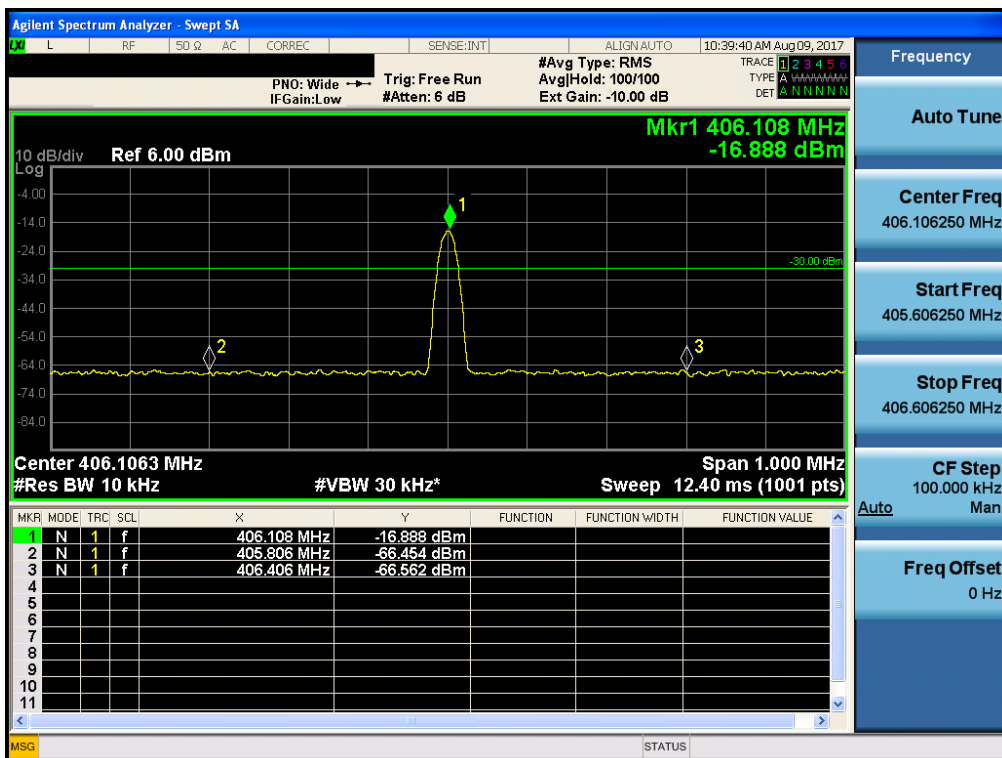 Agilent Spectrum Analyzer - Swept SA
LXI L RF 50 Ω AC CORREC SENSE:INT ALIGN AUTO 10:39:40 AM Aug 09, 2017
PNO: Wide
IFGain:Low
Trig: Free Run
#Atten: 6 dB
#Avg Type: RMS
Avg|Hold: 100/100
Ext Gain: -10.00 dB
TRACE 1 2 3 4 5 6
TYPE A WWWWW
DET A N N N N N
Mkr1 406.108 MHz
-16.888 dBm
10 dB/div Ref 6.00 dBm
Log
-4.00
-14.0
-24.0
-34.0
-44.0
-54.0
-64.0
-74.0
-84.0
1
-30.00 dBm
2
3
Center 406.1063 MHz Span 1.000 MHz
#Res BW 10 kHz #VBW 30 kHz* Sweep 12.40 ms (1001 pts)
MKR MODE TRC SCL X Y FUNCTION FUNCTION WIDTH FUNCTION VALUE
1 N 1 f 406.108 MHz -16.888 dBm
2 N 1 f 405.806 MHz -66.454 dBm
3 N 1 f 406.406 MHz -66.562 dBm
4
5
6
7
8
9
10
11
MSG STATUS
Frequency
Auto Tune
Center Freq
406.106250 MHz
Start Freq
405.606250 MHz
Stop Freq
406.606250 MHz
CF Step
100.000 kHz
Auto Man
Freq Offset
0 Hz